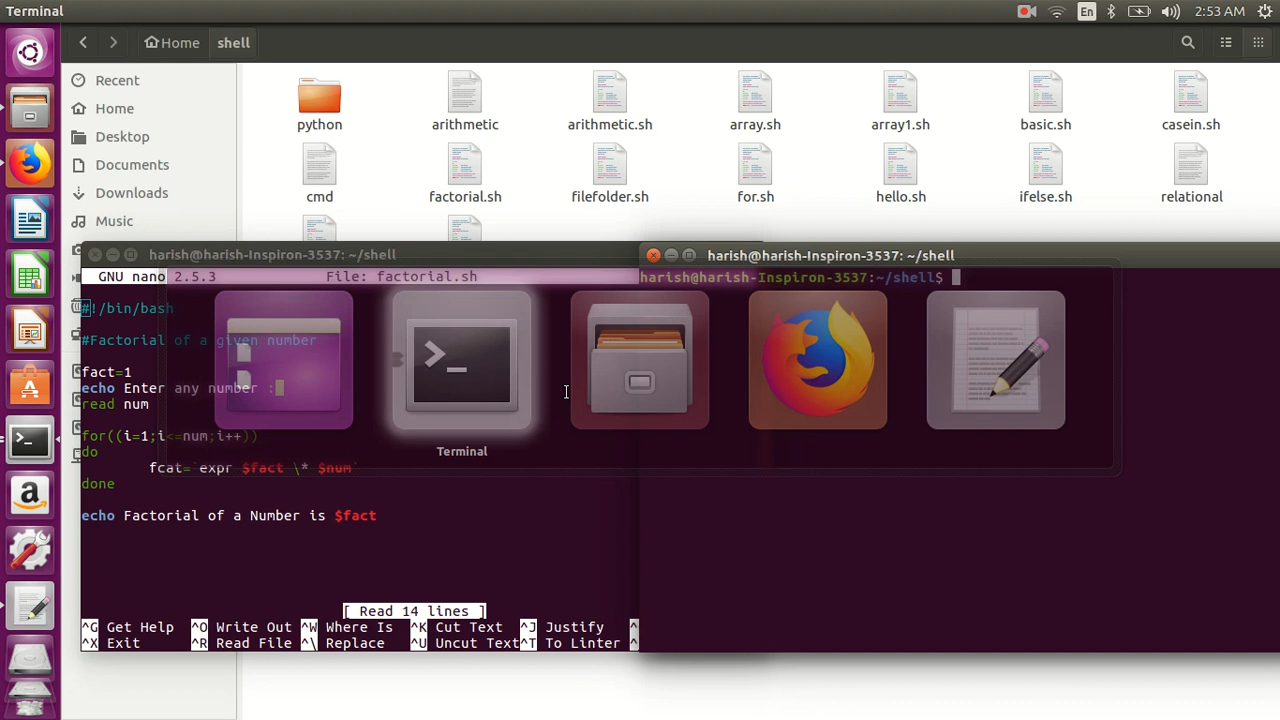 Terminal
En
2:53 AM
Home
shell
Recent
Home
Desktop
Documents
Downloads
Music
python
arithmetic
arithmetic.sh
array.sh
array1.sh
basic.sh
casein.sh
cmd
factorial.sh
filefolder.sh
for.sh
hello.sh
ifelse.sh
relational
harish@harish-Inspiron-3537: ~/shell
GNU nano 2.5.3 File: factorial.sh
#!/bin/bash
#Factorial of a given number
fact=1
echo Enter any number :
read num
for((i=1;i<=num;i++))
do
fcat=`expr $fact \* $num`
done
echo Factorial of a Number is $fact
[ Read 14 lines ]
^G Get Help ^O Write Out ^W Where Is ^K Cut Text ^J Justify ^
^X Exit ^R Read File ^\ Replace ^U Uncut Text ^T To Linter ^
harish@harish-Inspiron-3537: ~/shell
harish@harish-Inspiron-3537:~/shell$
Terminal